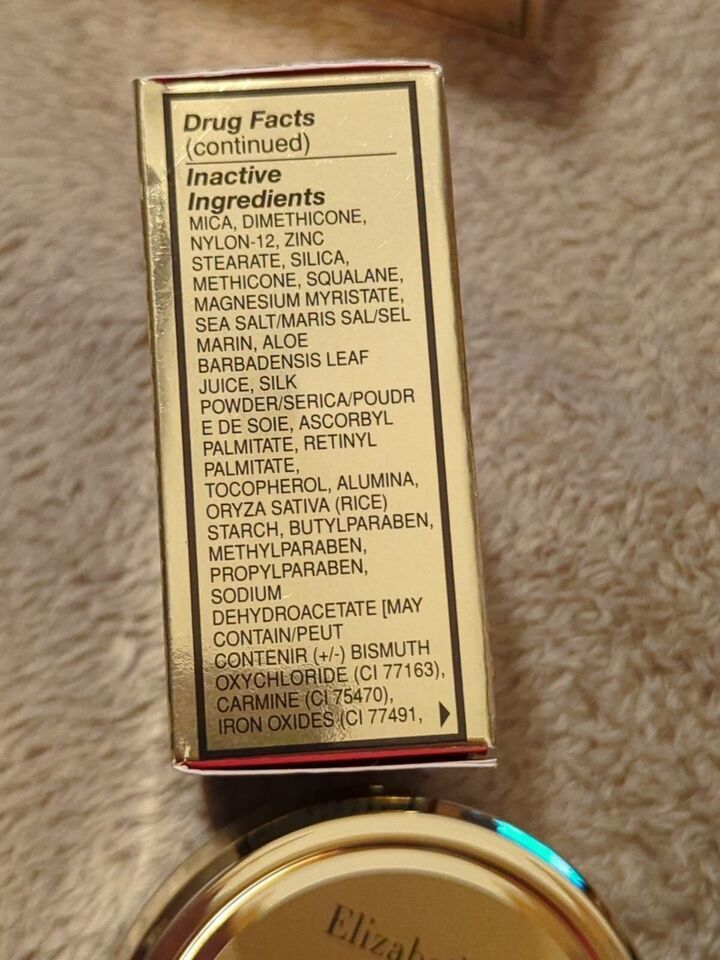 Drug Facts
(continued)
Inactive
Ingredients
MICA, DIMETHICONE,
NYLON-12, ZINC
STEARATE, SILICA,
METHICONE, SQUALANE,
MAGNESIUM MYRISTATE,
SEA SALT/MARIS SAL/SEL
MARIN, ALOE
BARBADENSIS LEAF
JUICE, SILK
POWDER/SERICA/POUDR
E DE SOIE, ASCORBYL
PALMITATE, RETINYL
PALMITATE,
TOCOPHEROL, ALUMINA,
ORYZA SATIVA (RICE)
STARCH, BUTYLPARABEN,
METHYLPARABEN,
PROPYLPARABEN,
SODIUM
DEHYDROACETATE [MAY
CONTAIN/PEUT
CONTENIR (+/-) BISMUTH
OXYCHLORIDE (CI 77163),
CARMINE (CI 75470),
IRON OXIDES (CI 77491,